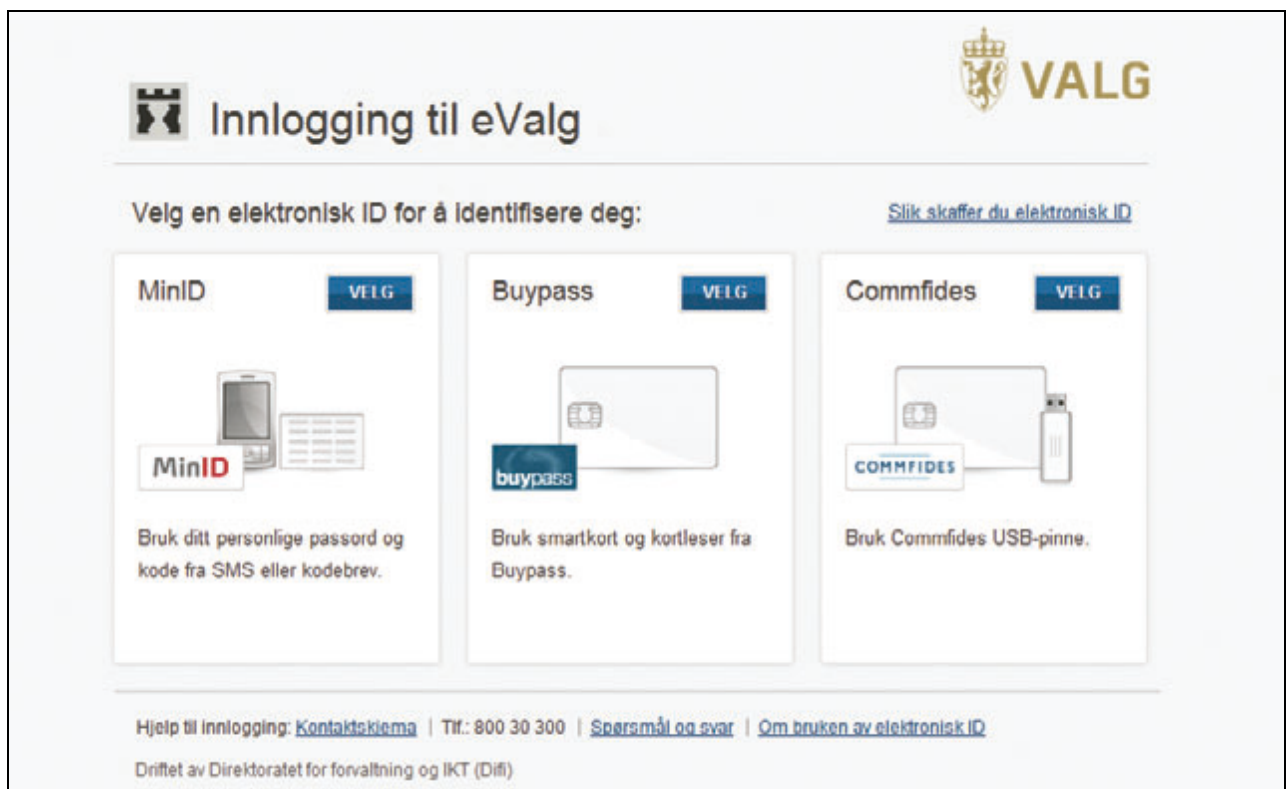 VALG
Innlogging til eValg
Velg en elektronisk ID for å identifisere deg:
Slik skaffer du elektronisk ID
MinID
VELG
MinID
Bruk ditt personlige passord og
kode fra SMS eller kodebrev.
Buypass
VELG
buypass
Bruk smartkort og kortleser fra
Buypass.
Commfides
VELG
COMMFIDES
Bruk Commfides USB-pinne.
Hjelp til innlogging: Kontaktskjema | Tlf.: 800 30 300 | Spørsmål og svar | Om bruken av elektronisk ID
Driftet av Direktoratet for forvaltning og IKT (Difi)